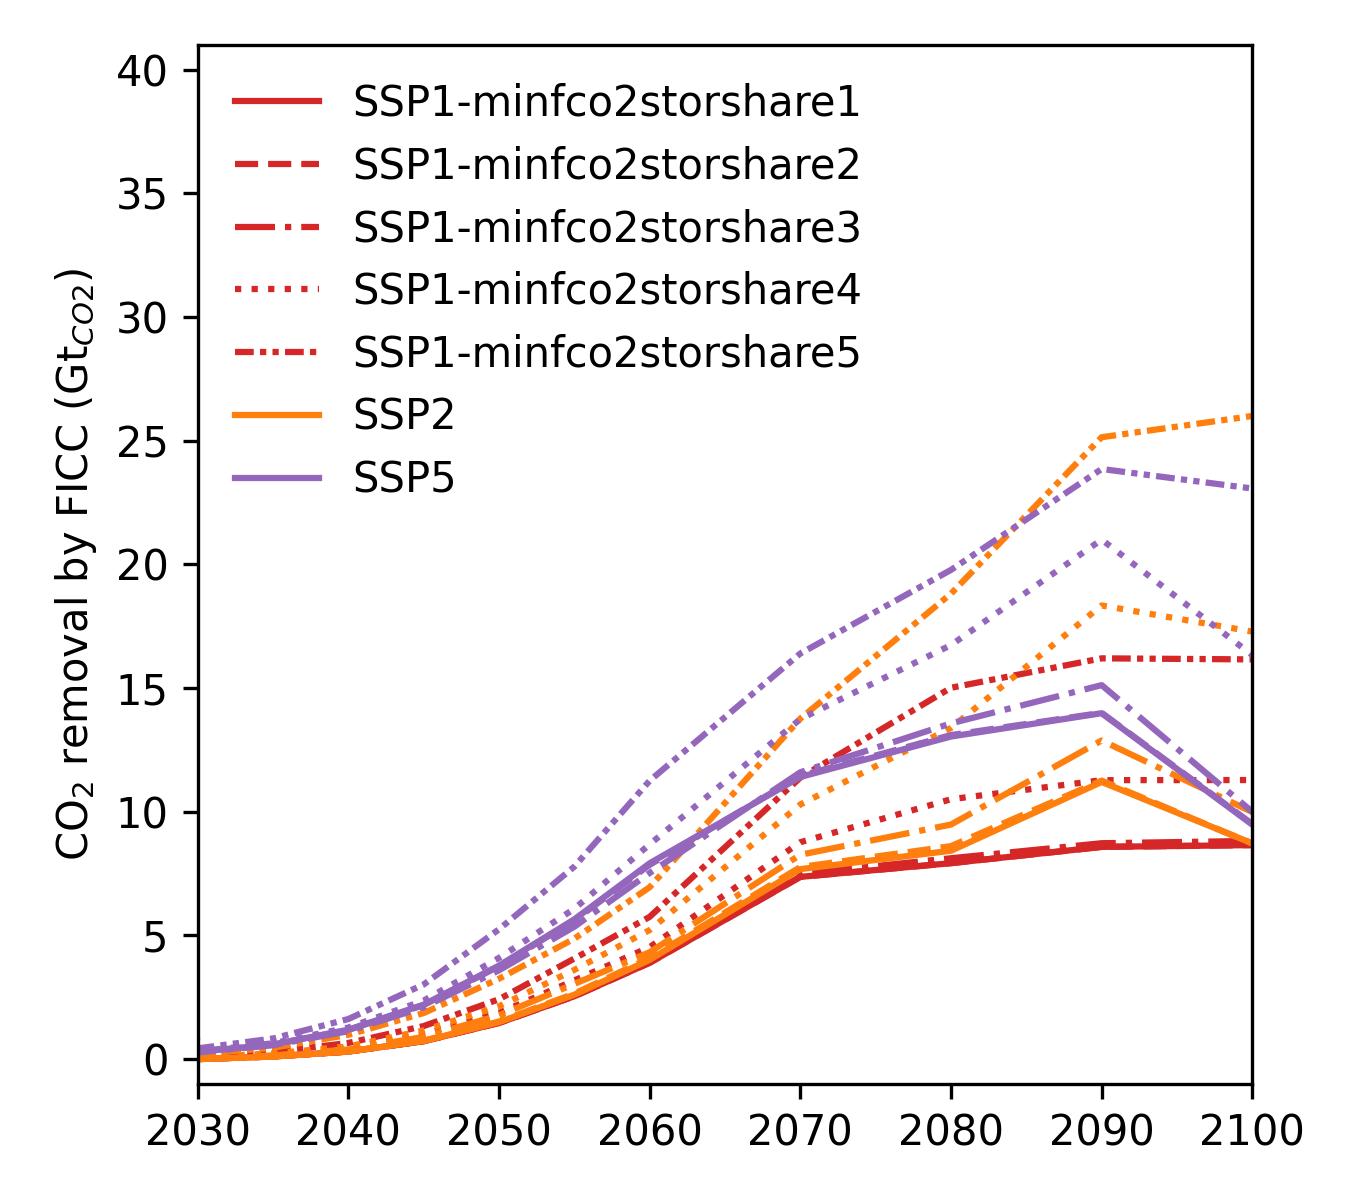 40
35
30
25
20
15
10
5
0
CO2 removal by FICC (GtCO2)
SSP1-minfco2storshare1
SSP1-minfco2storshare2
SSP1-minfco2storshare3
SSP1-minfco2storshare4
SSP1-minfco2storshare5
SSP2
SSP5
2030 2040 2050 2060 2070 2080 2090 2100